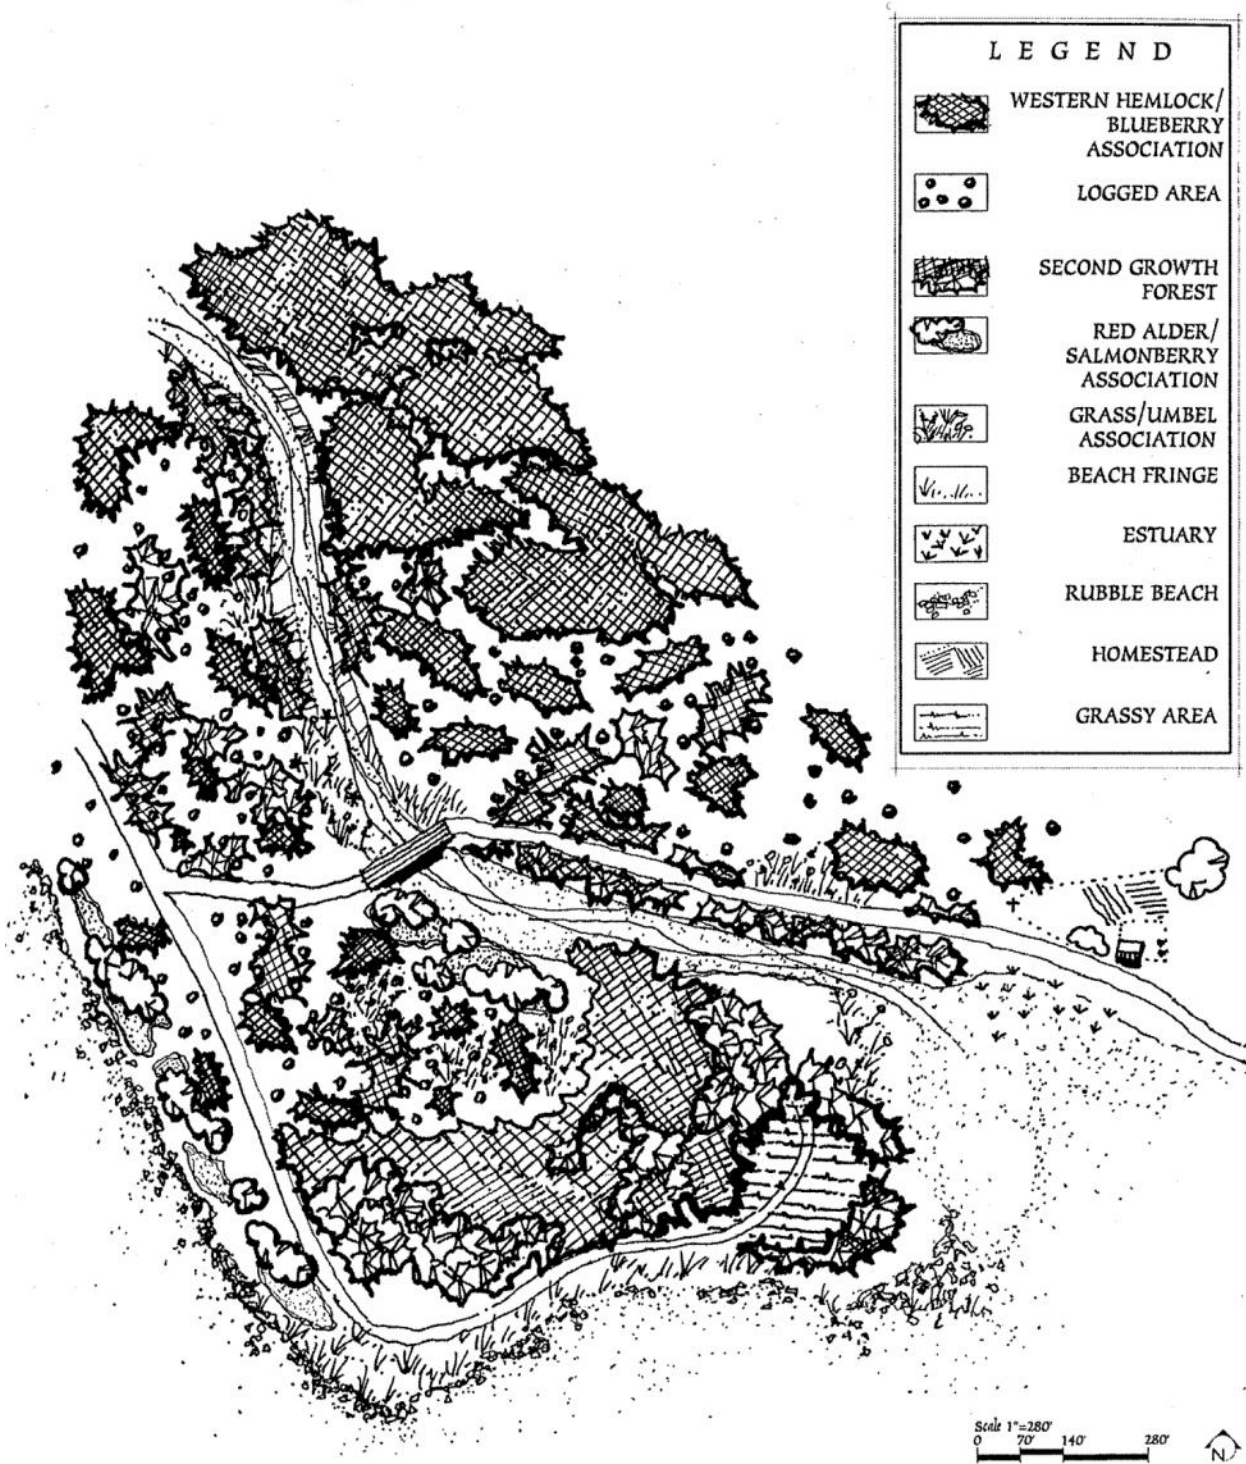 LEGEND
WESTERN HEMLOCK/
BLUEBERRY
ASSOCIATION
LOGGED AREA
SECOND GROWTH
FOREST
RED ALDER/
SALMONBERRY
ASSOCIATION
GRASS/UMBEL
ASSOCIATION
BEACH FRINGE
ESTUARY
RUBBLE BEACH
HOMESTEAD
GRASSY AREA
Scale 1"=280'
0 70' 140' 280'
N